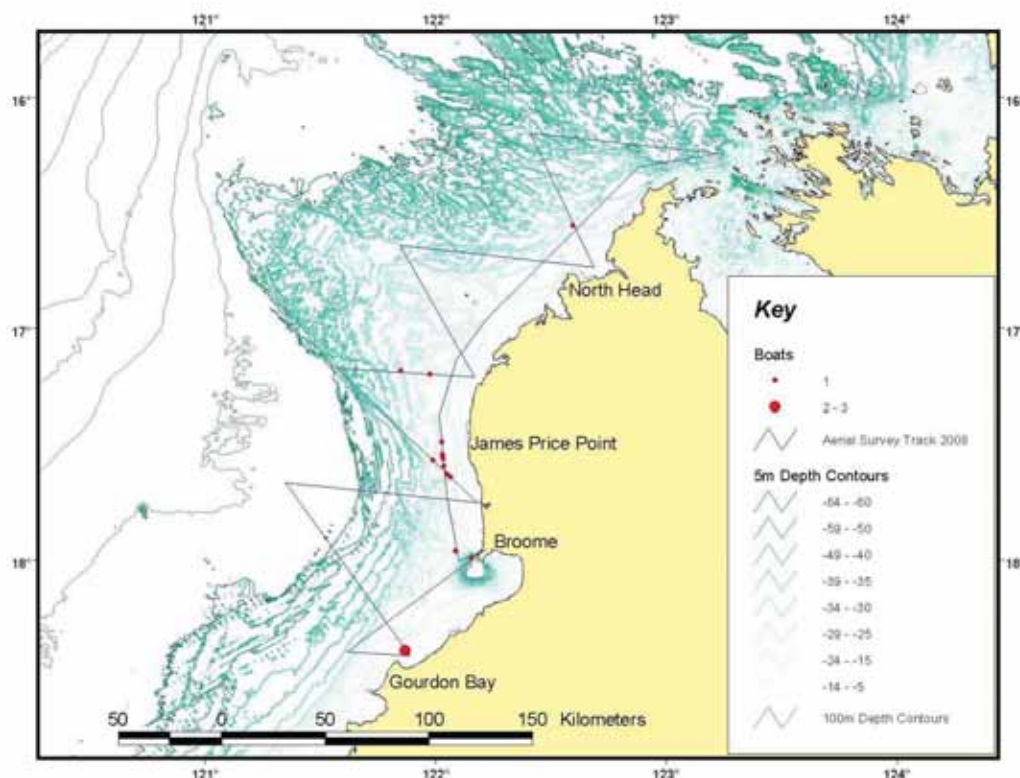 121° 122° 123° 124°
16° 16°
North Head
17° 17°
James Price Point
Broome
18° 18°
Gourdon Bay
50 0 50 100 150 Kilometers
121° 122° 123° 124°
Key
Boats
1
2 - 3
Aerial Survey Track 2008
5m Depth Contours
-64 - -60
-59 - -50
-49 - -40
-39 - -35
-34 - -30
-29 - -25
-24 - -15
-14 - -5
100m Depth Contours